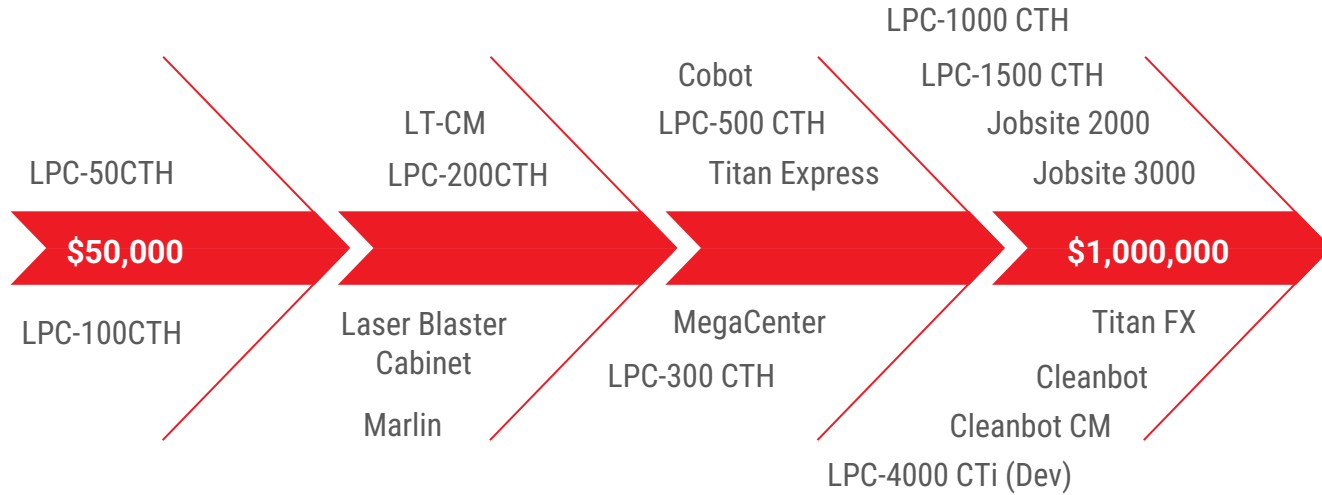 LPC-1000 CTH
Cobot
LPC-1500 CTH
LT-CM
LPC-500 CTH
Jobsite 2000
LPC-50CTH
LPC-200CTH
Titan Express
Jobsite 3000
$50,000
$1,000,000
LPC-100CTH
Laser Blaster
Cabinet
MegaCenter
Titan FX
LPC-300 CTH
Cleanbot
Marlin
Cleanbot CM
LPC-4000 CTi (Dev)